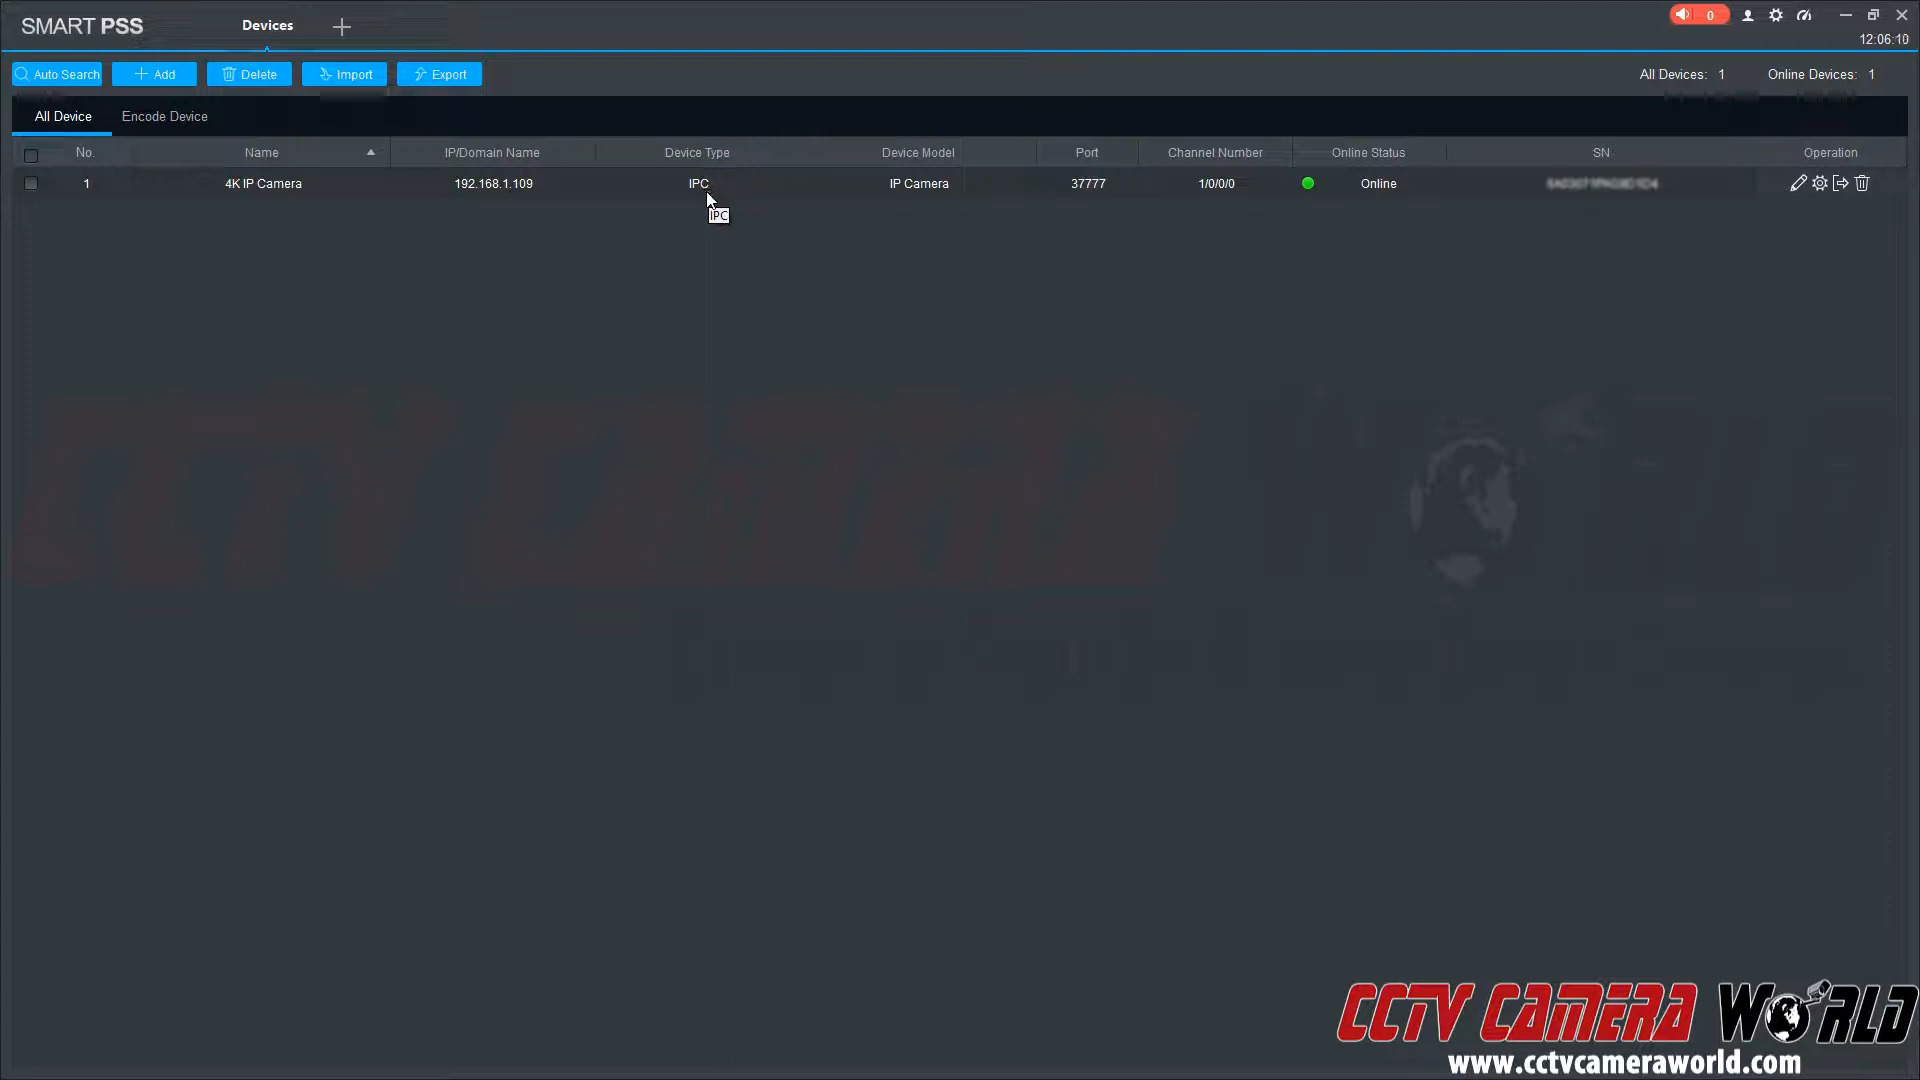 SMART PSS
Devices
0
12:06:10
Auto Search
Add
Delete
Import
Export
All Devices: 1
Online Devices: 1
All Device
Encode Device
No.
Name
IP/Domain Name
Device Type
Device Model
Port
Channel Number
Online Status
SN
Operation
1
4K IP Camera
192.168.1.109
IPC
IP Camera
37777
1/0/0/0
Online
IPC
CCTV CAMERA WORLD
www.cctvcameraworld.com